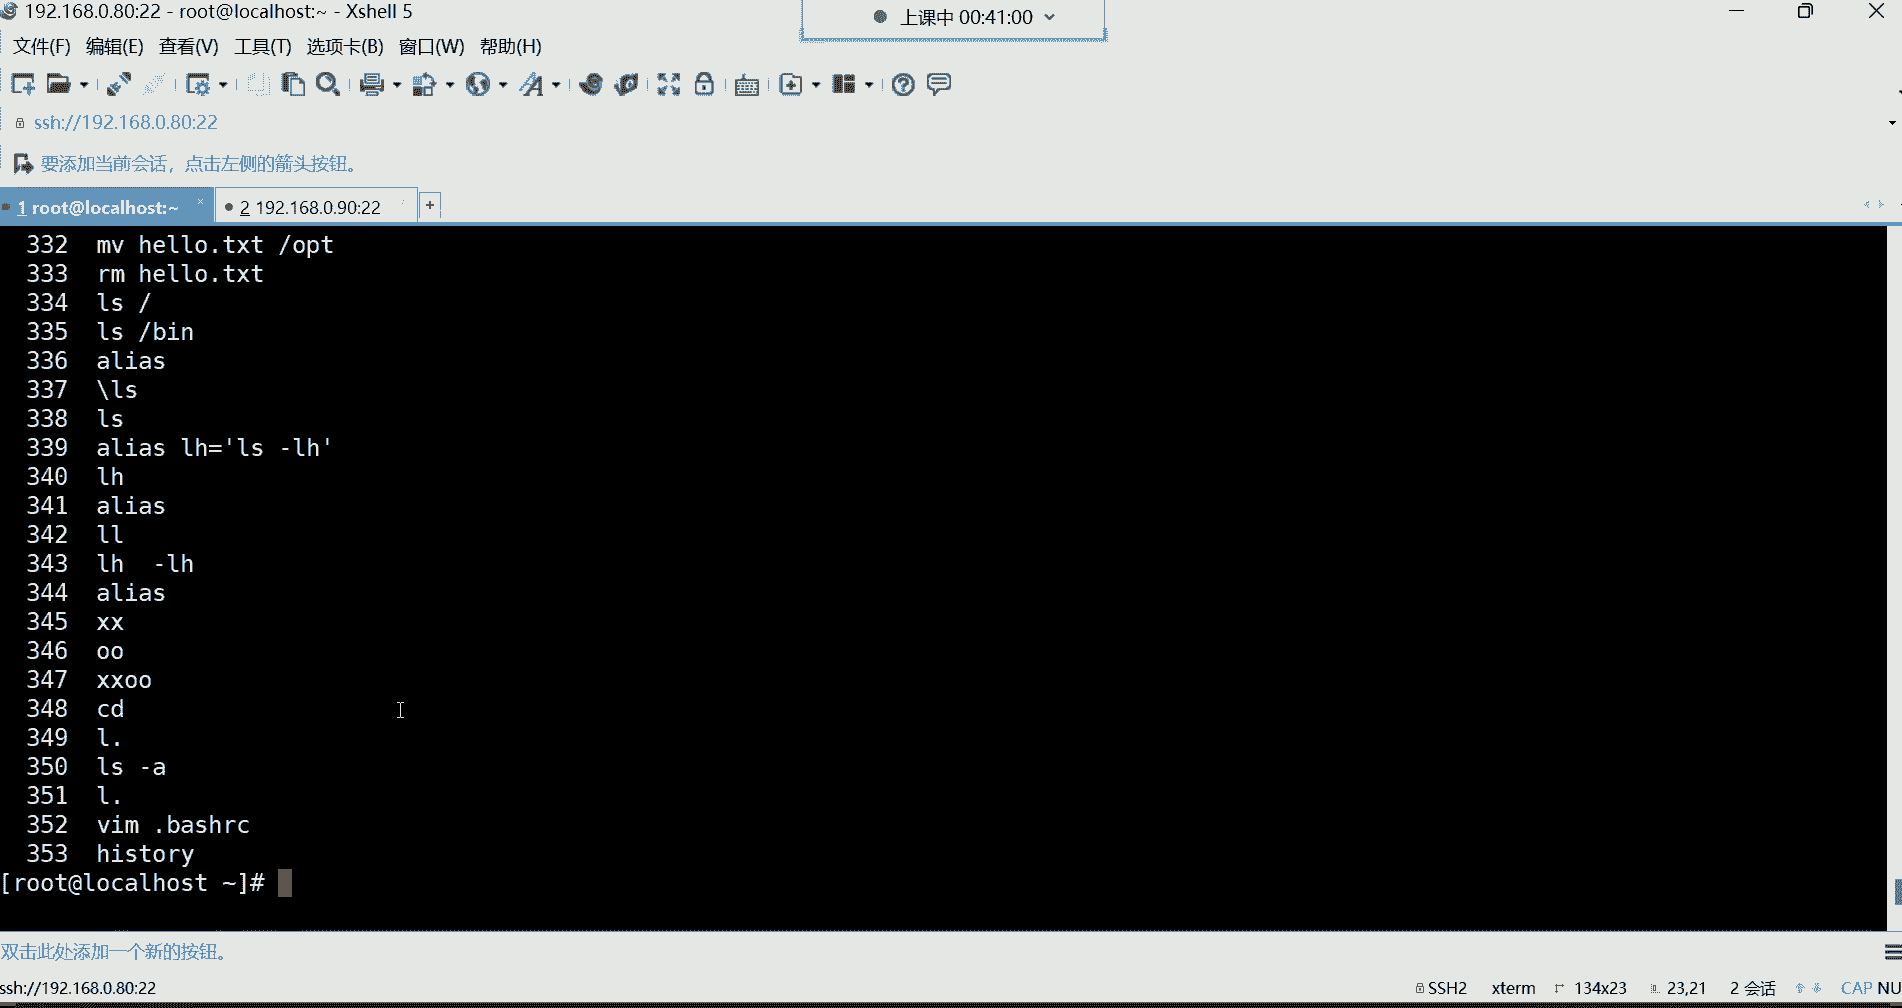 192.168.0.80:22 - root@localhost:~ - Xshell 5
上课中 00:41:00
文件(F) 编辑(E) 查看(V) 工具(T) 选项卡(B) 窗口(W) 帮助(H)
ssh://192.168.0.80:22
要添加当前会话，点击左侧的箭头按钮。
1 root@localhost:~ × 2 192.168.0.90:22 +
332 mv hello.txt /opt
333 rm hello.txt
334 ls /
335 ls /bin
336 alias
337 \ls
338 ls
339 alias lh='ls -lh'
340 lh
341 alias
342 ll
343 lh  -lh
344 alias
345 xx
346 oo
347 xxoo
348 cd
349 l.
350 ls -a
351 l.
352 vim .bashrc
353 history
[root@localhost ~]#
双击此处添加一个新的按钮。
ssh://192.168.0.80:22 SSH2 xterm 134x23 23,21 2 会话 CAP NU